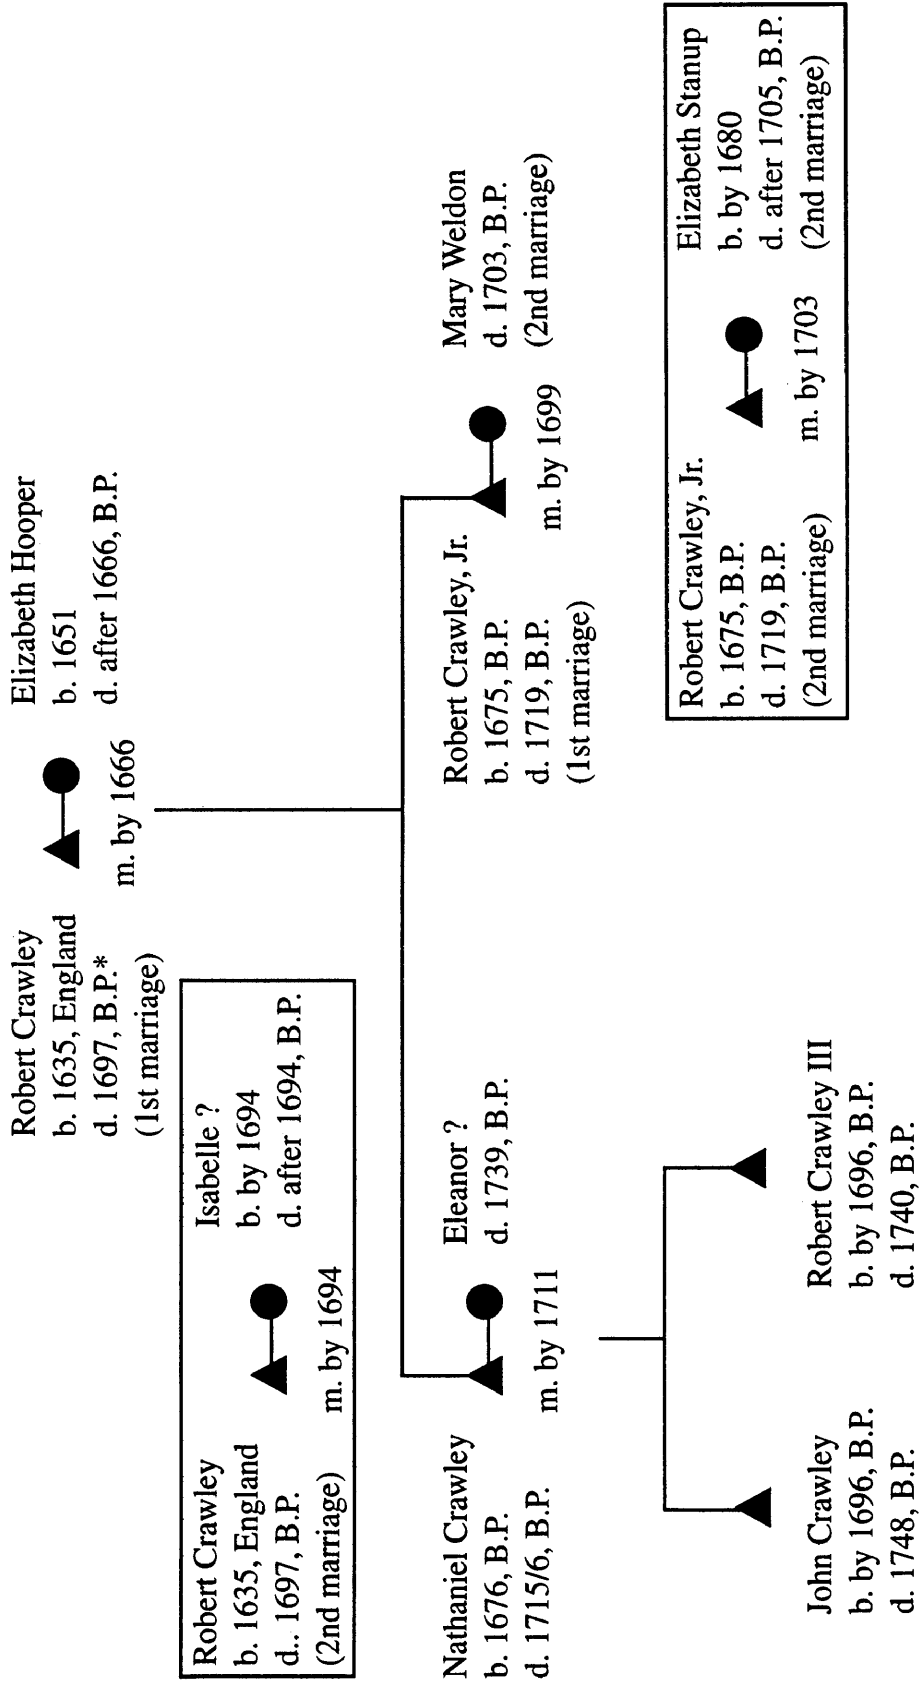 Robert Crawley
b. 1635, England
d. 1697, B.P.*
(1st marriage)
m. by 1666
Elizabeth Hooper
b. 1651
d. after 1666, B.P.
Robert Crawley
b. 1635, England
d.. 1697, B.P.
(2nd marriage)
m. by 1694
Isabelle ?
b. by 1694
d. after 1694, B.P.
Nathaniel Crawley
b. 1676, B.P.
d. 1715/6, B.P.
m. by 1711
Eleanor ?
d. 1739, B.P.
Robert Crawley, Jr.
b. 1675, B.P.
d. 1719, B.P.
(1st marriage)
m. by 1699
Mary Weldon
d. 1703, B.P.
(2nd marriage)
Robert Crawley, Jr.
b. 1675, B.P.
d. 1719, B.P.
(2nd marriage)
m. by 1703
Elizabeth Stanup
b. by 1680
d. after 1705, B.P.
(2nd marriage)
John Crawley
b. by 1696, B.P.
d. 1748, B.P.
Robert Crawley III
b. by 1696, B.P.
d. 1740, B.P.